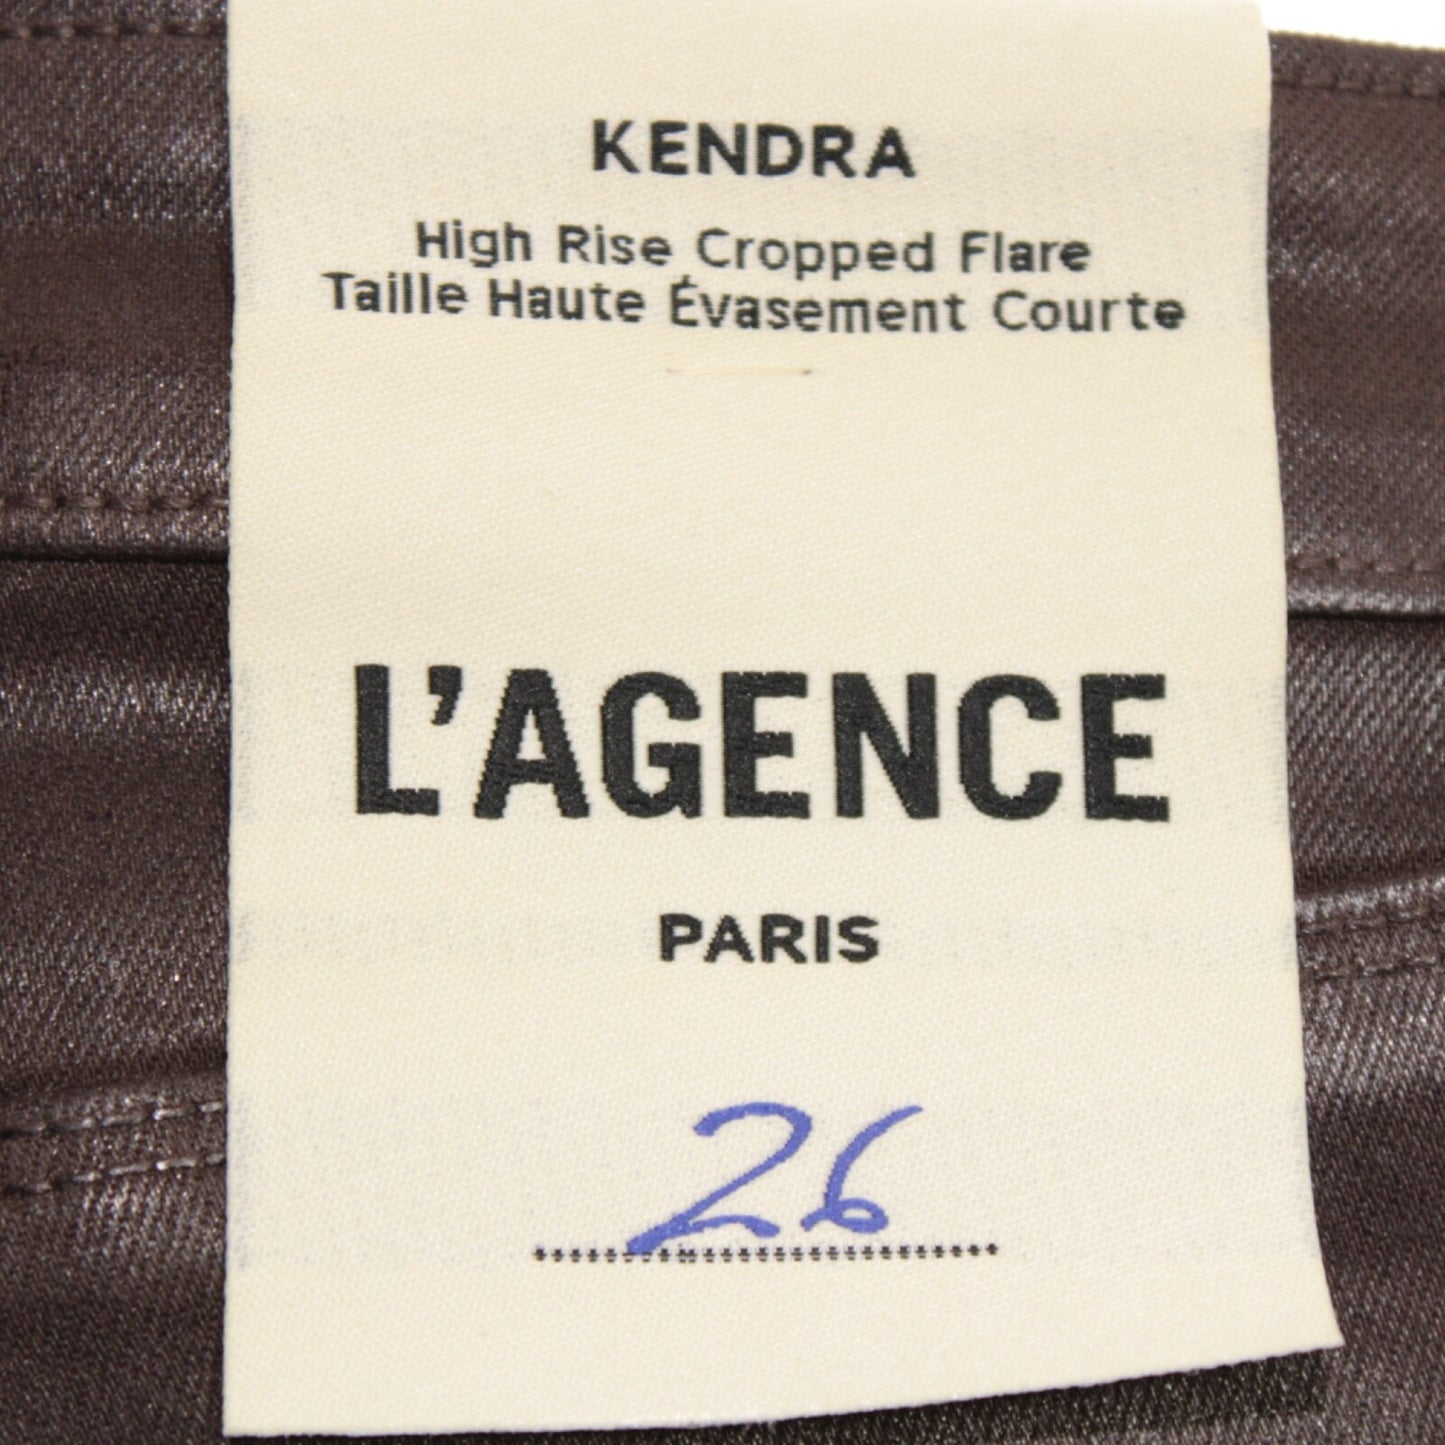 KENDRA
High Rise Cropped Flare
Taille Haute Évasement Courte
L'AGENCE
PARIS
26